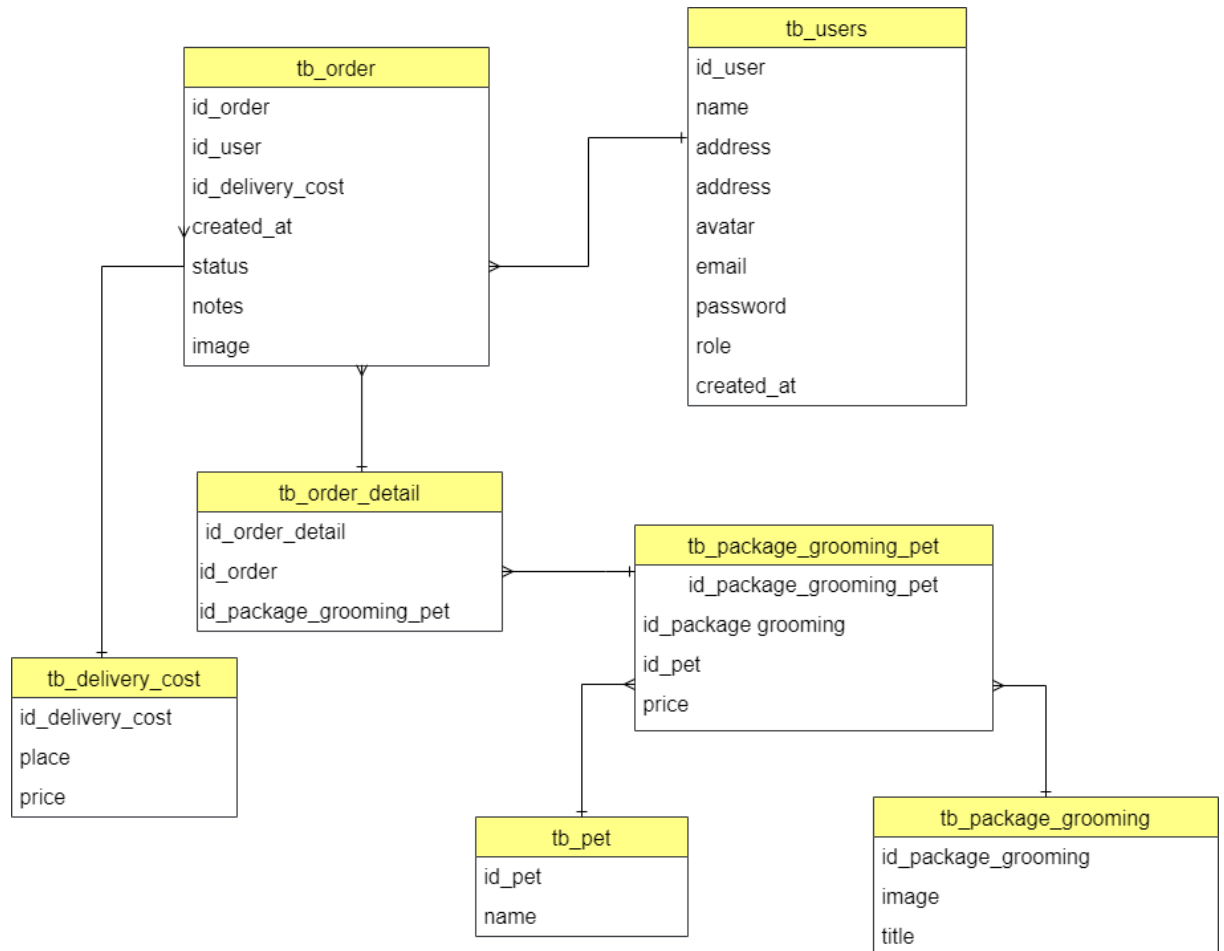 tb_order
id_order
id_user
id_delivery_cost
created_at
status
notes
image
tb_users
id_user
name
address
address
avatar
email
password
role
created_at
tb_order_detail
id_order_detail
id_order
id_package_grooming_pet
tb_package_grooming_pet
id_package_grooming_pet
id_package grooming
id_pet
price
tb_delivery_cost
id_delivery_cost
place
price
tb_pet
id_pet
name
tb_package_grooming
id_package_grooming
image
title